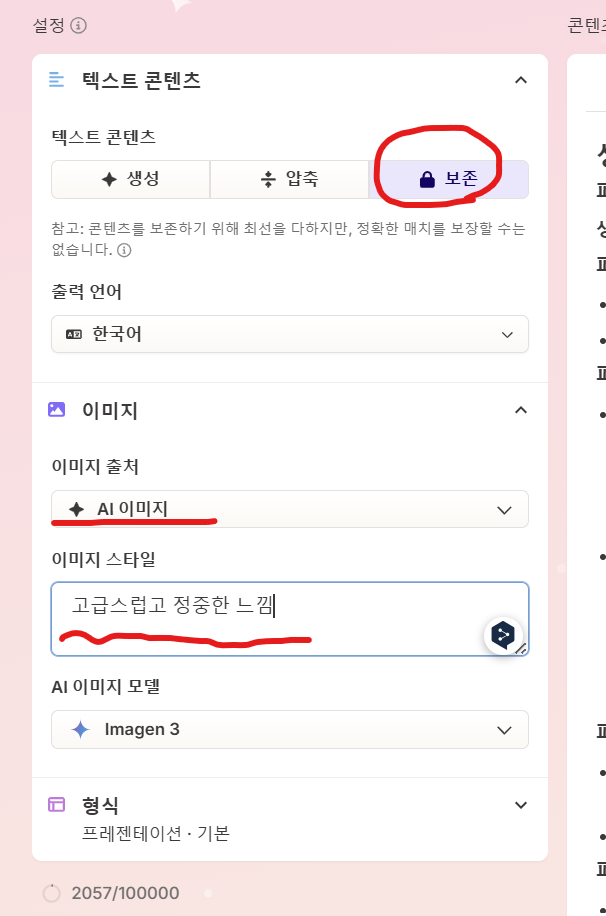 설정
콘텐츠
텍스트 콘텐츠
텍스트 콘텐츠
생성 압축 보존
참고: 콘텐츠를 보존하기 위해 최선을 다하지만, 정확한 매치를 보장할 수는
없습니다.
출력 언어
한국어
이미지
이미지 출처
AI 이미지
이미지 스타일
고급스럽고 정중한 느낌
AI 이미지 모델
Imagen 3
형식
프레젠테이션 · 기본
2057/100000